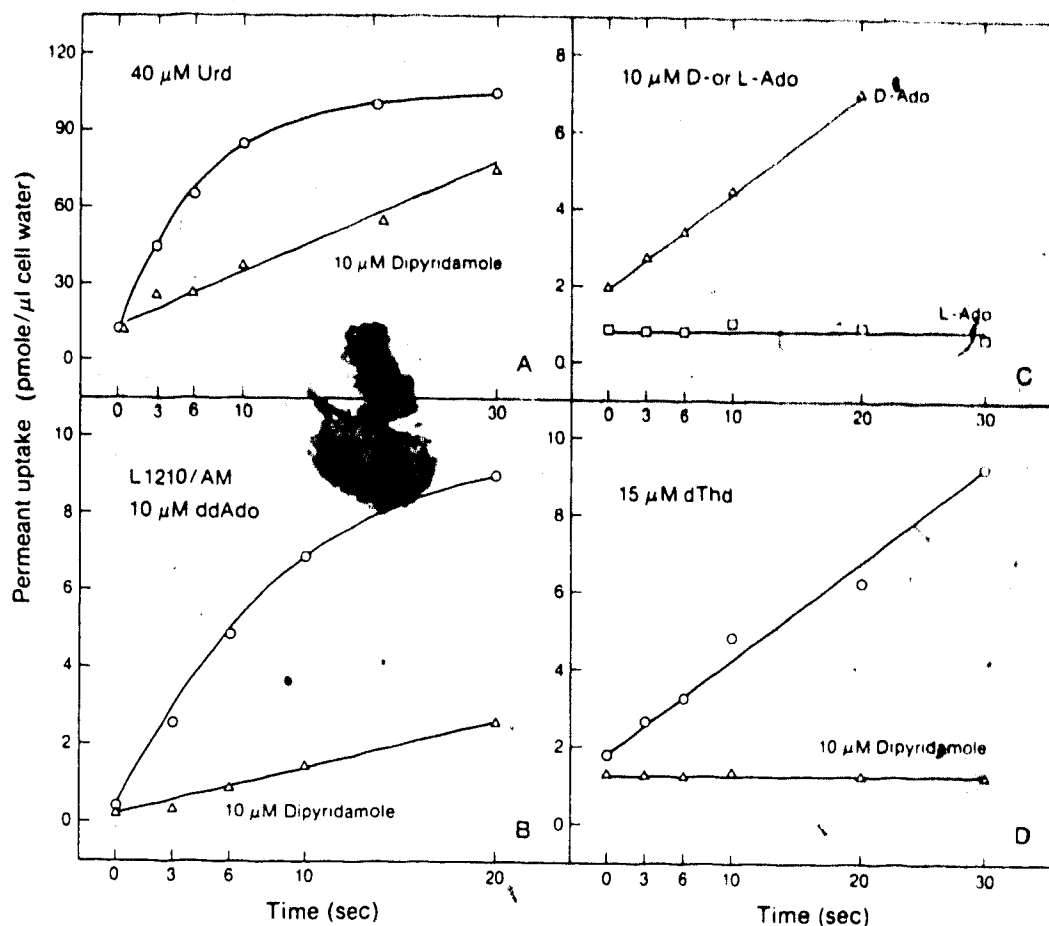 Permeant uptake (pmole/µl cell water)
120
90
60
30
0
40 µM Urd
10 µM Dipyridamole
A
0 3 6 10 30
10
8
6
4
2
0
L1210/AM
10 µM ddAdo
10 µM Dipyridamole
B
0 3 6 10 20
Time (sec)
8
6
4
2
0
10 µM D-or L-Ado
D-Ado
L-Ado
C
0 3 6 10 20 30
10
8
6
4
2
0
15 µM dThd
10 µM Dipyridamole
D
0 3 6 10 20 30
Time (sec)